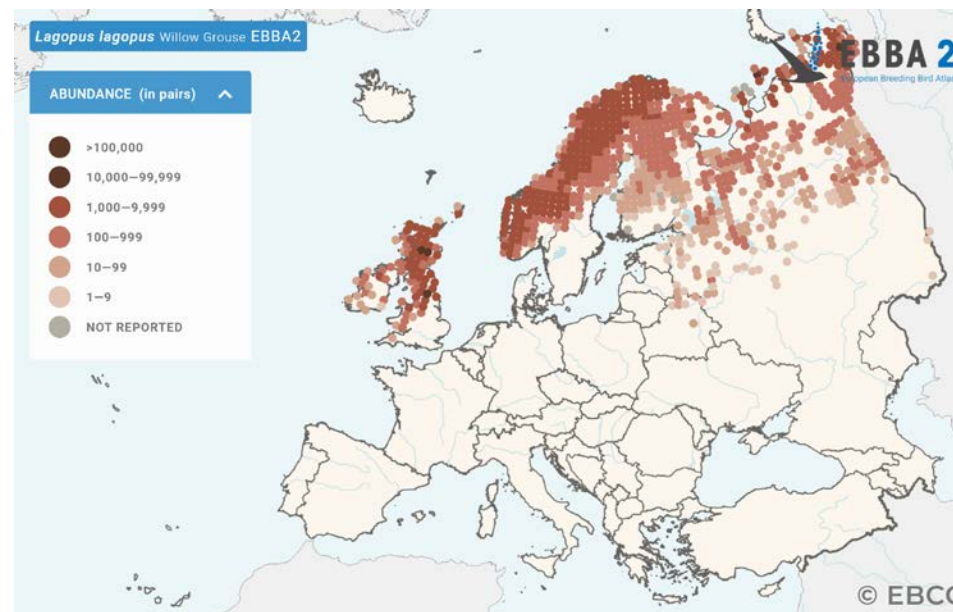 Lagopus lagopus Willow Grouse EBBA2
ABUNDANCE (in pairs)
>100,000
10,000–99,999
1,000–9,999
100–999
10–99
1–9
NOT REPORTED
EBBA 2
European Breeding Bird Atlas
© EBCC